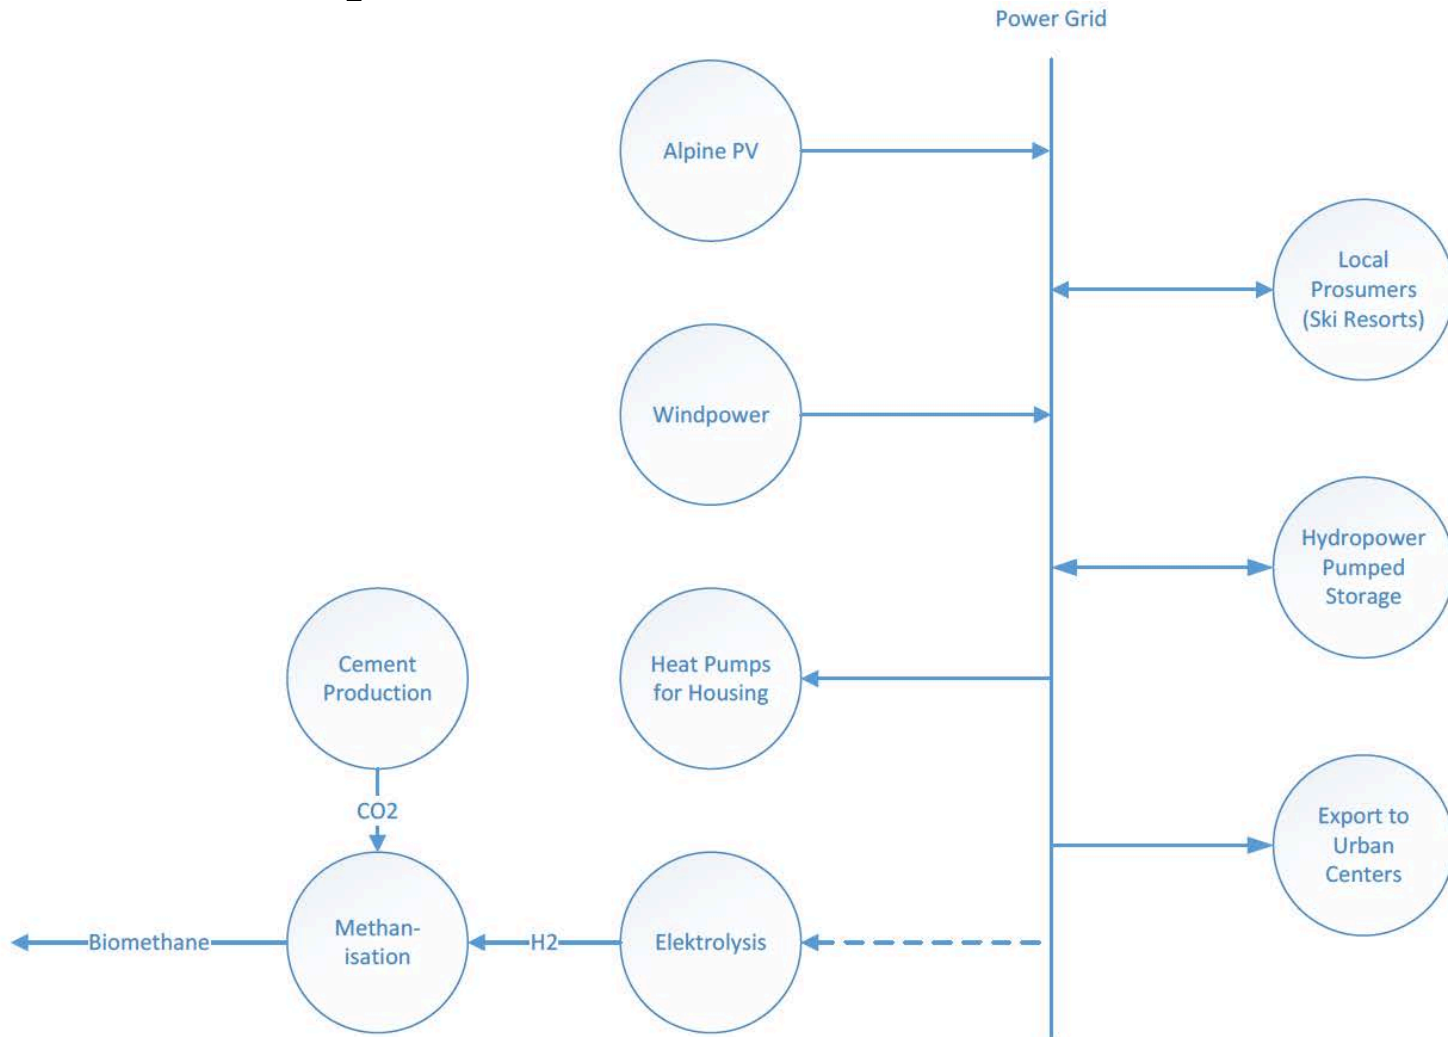 Power Grid
Alpine PV
Local
Prosumers
(Ski Resorts)
Windpower
Hydropower
Pumped
Storage
Cement
Production
Heat Pumps
for Housing
CO2
Export to
Urban
Centers
Biomethane
Methan-
isation
H2
Elektrolysis